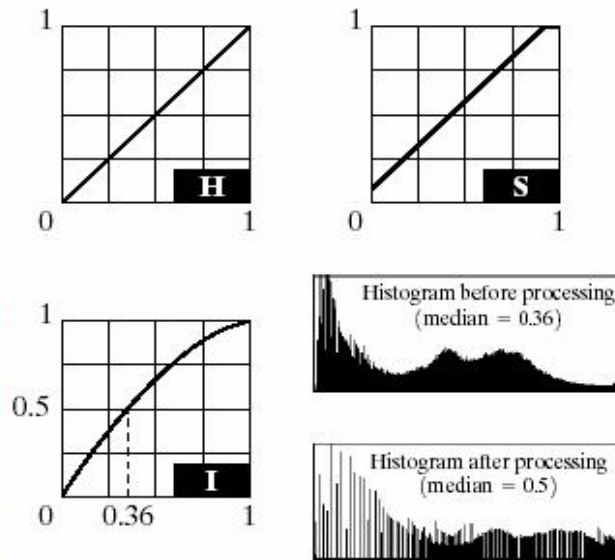 1
H
0
1
1
S
0
1
1
0.5
I
0
0.36
1
Histogram before processing
(median = 0.36)
Histogram after processing
(median = 0.5)